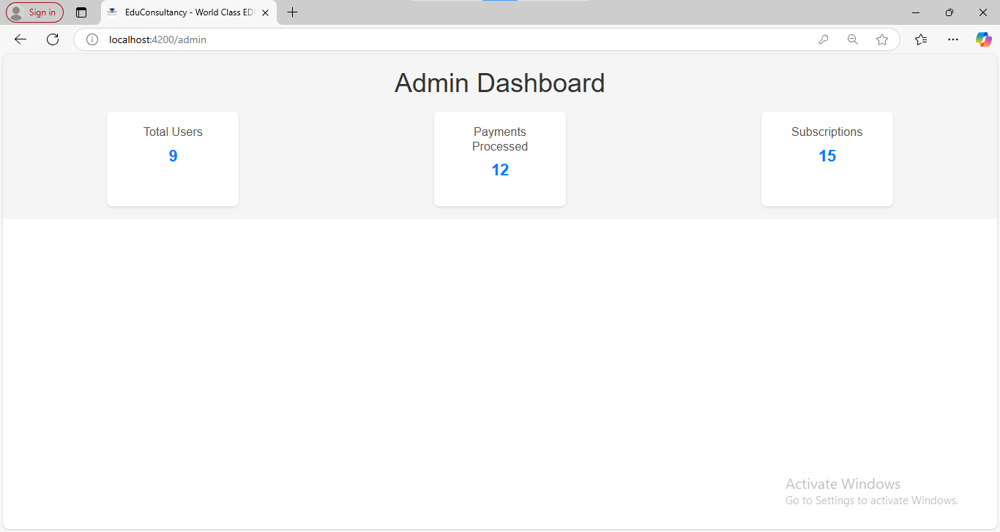 Sign in
EduConsultancy - World Class ED
localhost:4200/admin
Admin Dashboard
Total Users
9
Payments
Processed
12
Subscriptions
15
Activate Windows
Go to Settings to activate Windows.